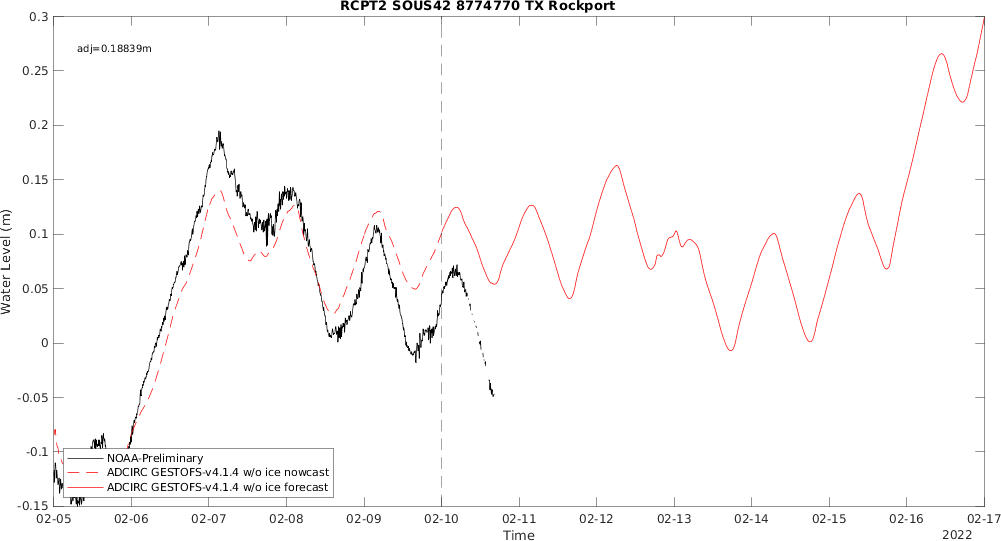 RCPT2 SOUS42 8774770 TX Rockport
adj=0.18839m
0.3
0.25
0.2
0.15
0.1
0.05
0
-0.05
-0.1
-0.15
Water Level (m)
NOAA-Preliminary
ADCIRC GESTOFS-v4.1.4 w/o ice nowcast
ADCIRC GESTOFS-v4.1.4 w/o ice forecast
02-05 02-06 02-07 02-08 02-09 02-10 02-11 02-12 02-13 02-14 02-15 02-16 02-17
Time
2022